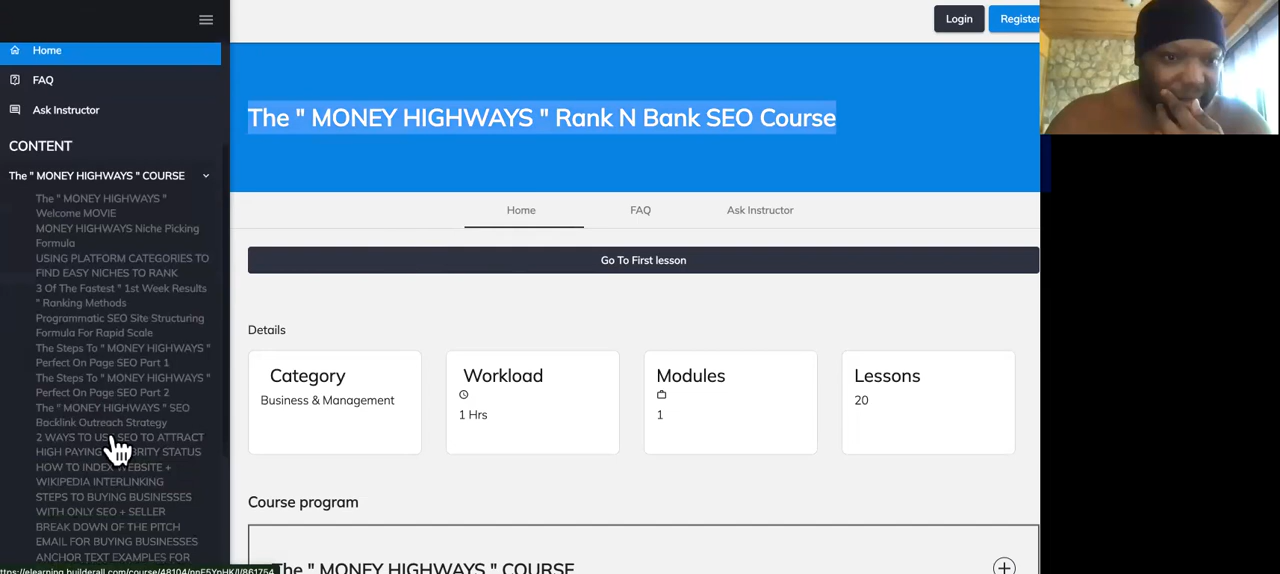 Login
Register
Home
FAQ
Ask Instructor
CONTENT
The " MONEY HIGHWAYS " COURSE
The " MONEY HIGHWAYS "
Welcome MOVIE
MONEY HIGHWAYS Niche Picking
Formula
USING PLATFORM CATEGORIES TO
FIND EASY NICHES TO RANK
3 Of The Fastest " 1st Week Results
" Ranking Methods
Programmatic SEO Site Structuring
Formula For Rapid Scale
The Steps To " MONEY HIGHWAYS "
Perfect On Page SEO Part 1
The Steps To " MONEY HIGHWAYS "
Perfect On Page SEO Part 2
The " MONEY HIGHWAYS " SEO
Backlink Outreach Strategy
2 WAYS TO USE SEO TO ATTRACT
HIGH PAYING CELEBRITY STATUS
HOW TO INDEX WEBSITE +
WIKIPEDIA INTERLINKING
STEPS TO BUYING BUSINESSES
WITH ONLY SEO + SELLER
BREAK DOWN OF THE PITCH
EMAIL FOR BUYING BUSINESSES
ANCHOR TEXT EXAMPLES FOR
The " MONEY HIGHWAYS " Rank N Bank SEO Course
Home
FAQ
Ask Instructor
Go To First lesson
Details
Category
Business & Management
Workload
1 Hrs
Modules
1
Lessons
20
Course program
The " MONEY HIGHWAYS " COURSE